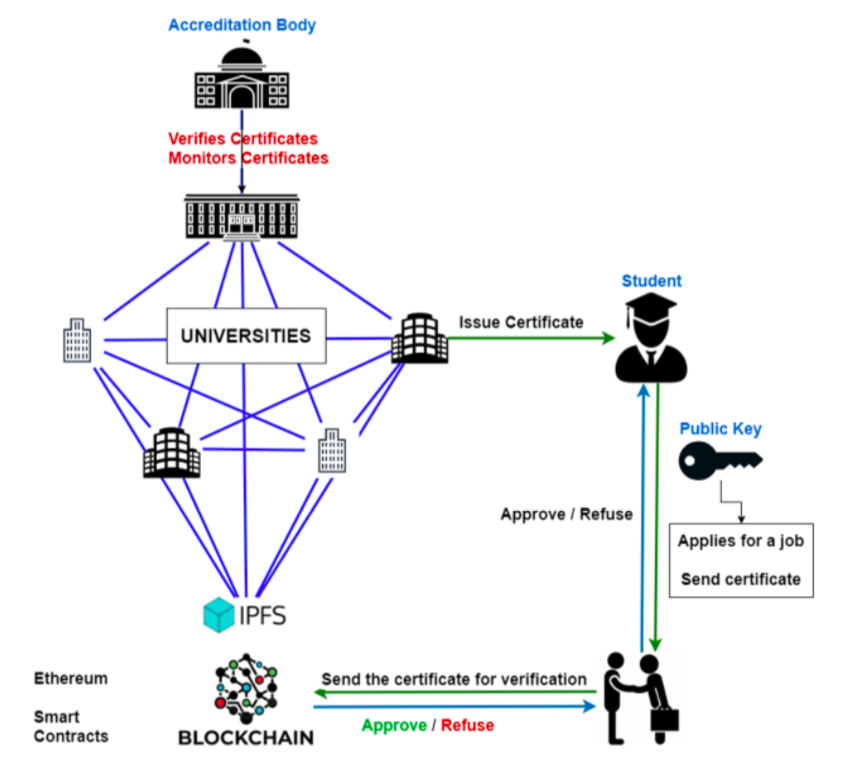 Accreditation Body
Verifies Certificates
Monitors Certificates
UNIVERSITIES
Issue Certificate
Student
Public Key
Approve / Refuse
Applies for a job
Send certificate
IPFS
Ethereum
Smart
Contracts
BLOCKCHAIN
Send the certificate for verification
Approve / Refuse